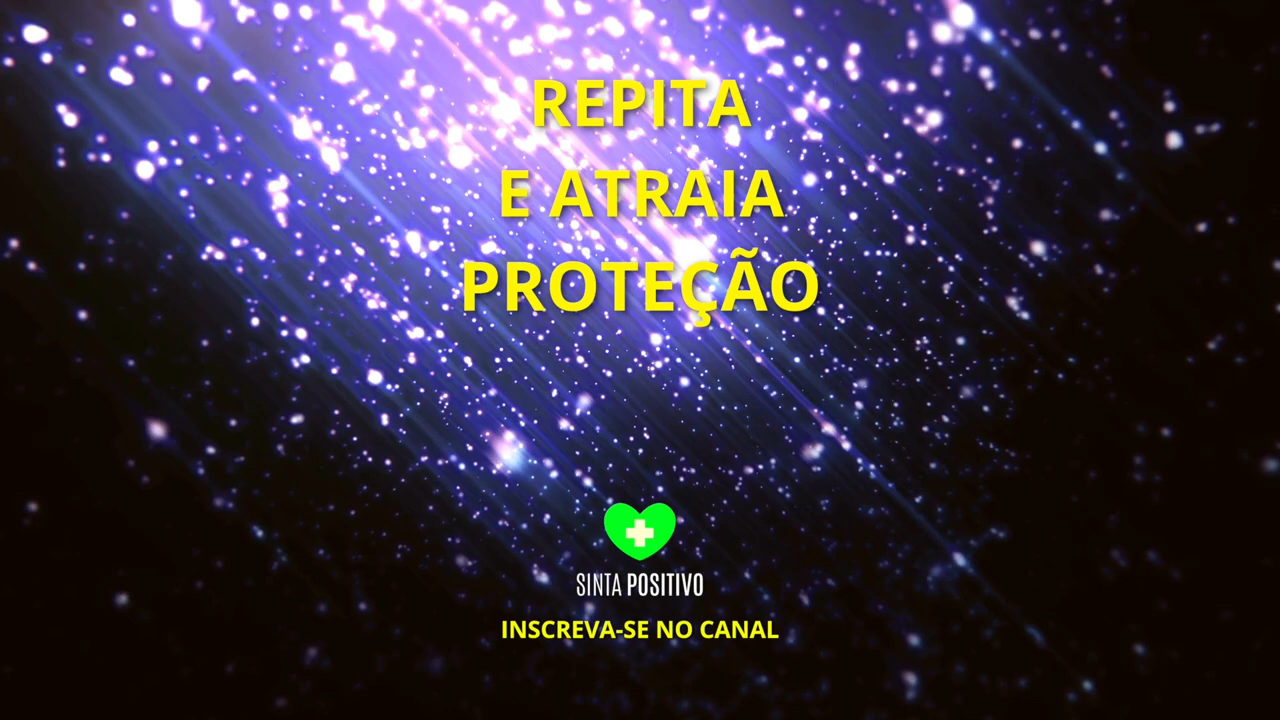 REPITA
E ATRAIA
PROTEÇÃO
SINTA POSITIVO
INSCREVA-SE NO CANAL